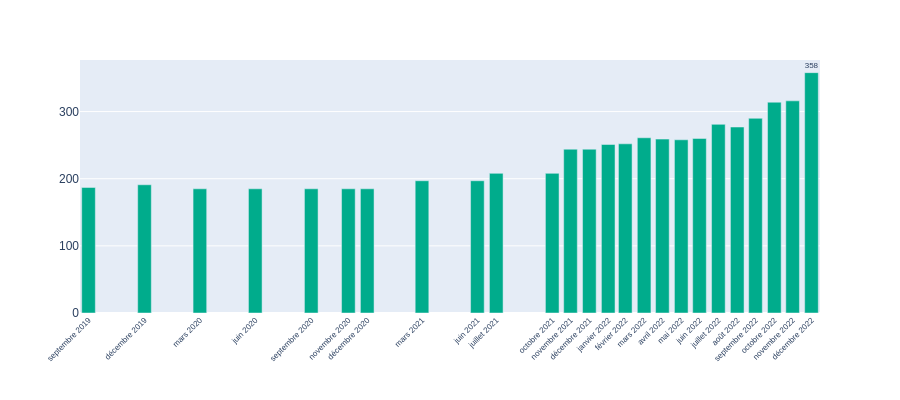 358
300
200
100
0
septembre 2019
décembre 2019
mars 2020
juin 2020
septembre 2020
novembre 2020
décembre 2020
mars 2021
juin 2021
juillet 2021
octobre 2021
novembre 2021
décembre 2021
janvier 2022
février 2022
mars 2022
avril 2022
mai 2022
juin 2022
juillet 2022
août 2022
septembre 2022
octobre 2022
novembre 2022
décembre 2022